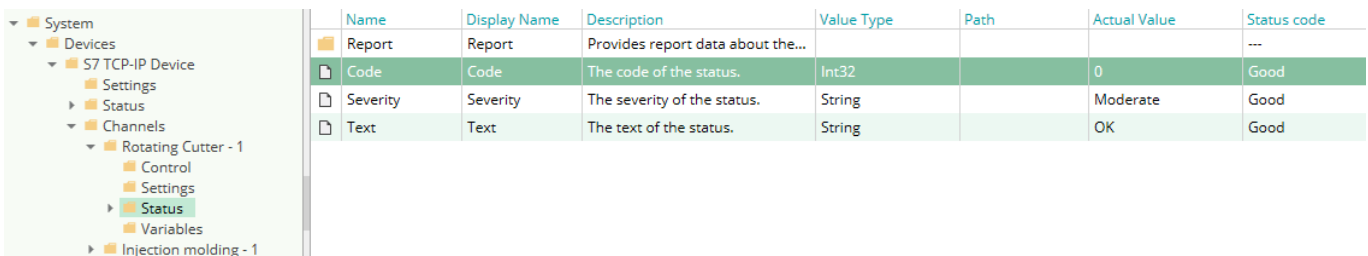 System
Devices
S7 TCP-IP Device
Settings
Status
Channels
Rotating Cutter - 1
Control
Settings
Status
Variables
Injection molding - 1
Name Display Name Description Value Type Path Actual Value Status code
Report Report Provides report data about the... ---
Code Code The code of the status. Int32 0 Good
Severity Severity The severity of the status. String Moderate Good
Text Text The text of the status. String OK Good